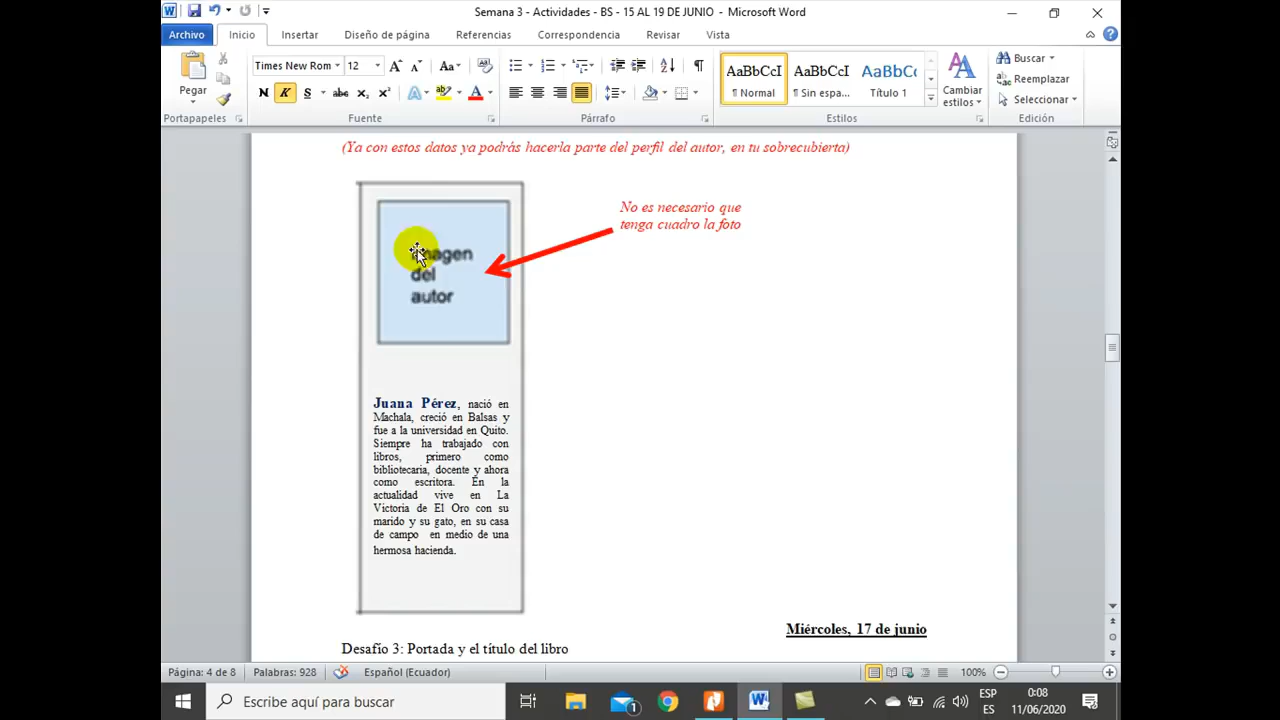 Semana 3 - Actividades - BS - 15 AL 19 DE JUNIO - Microsoft Word
Archivo Inicio Insertar Diseño de página Referencias Correspondencia Revisar Vista
Times New Rom 12 Aa
Pegar
N K S abc x₂ x² A ab A
AaBbCcI AaBbCcI AaBbCc
¶ Normal ¶ Sin espa... Título 1
Cambiar estilos
Buscar
Reemplazar
Seleccionar
Portapapeles Fuente Párrafo Estilos Edición
(Ya con estos datos ya podrás hacerla parte del perfil del autor, en tu sobrecubierta)
No es necesario que
tenga cuadro la foto
Imagen
del
autor
Juana Pérez, nació en
Machala, creció en Balsas y
fue a la universidad en Quito.
Siempre ha trabajado con
libros, primero como
bibliotecaria, docente y ahora
como escritora. En la
actualidad vive en La
Victoria de El Oro con su
marido y su gato, en su casa
de campo en medio de una
hermosa hacienda.
Miércoles, 17 de junio
Desafío 3: Portada y el título del libro
Página: 4 de 8 Palabras: 928 Español (Ecuador) 100%
Escribe aquí para buscar
1
ESP
ES
0:08
11/06/2020